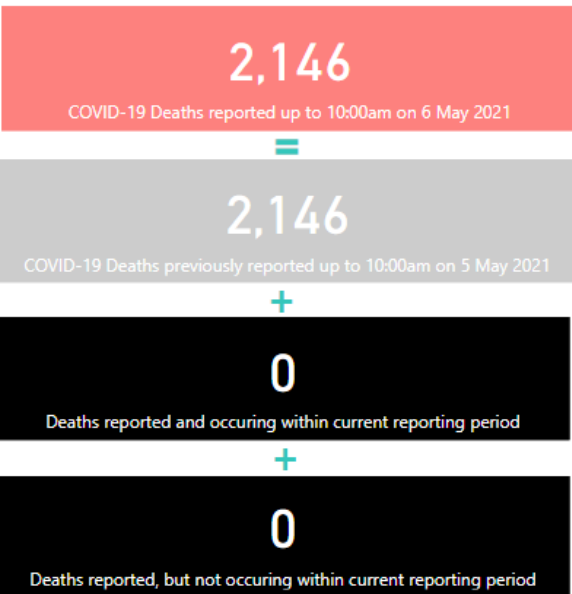 2,146
COVID-19 Deaths reported up to 10:00am on 6 May 2021
=
2,146
COVID-19 Deaths previously reported up to 10:00am on 5 May 2021
+
0
Deaths reported and occuring within current reporting period
+
0
Deaths reported, but not occuring within current reporting period